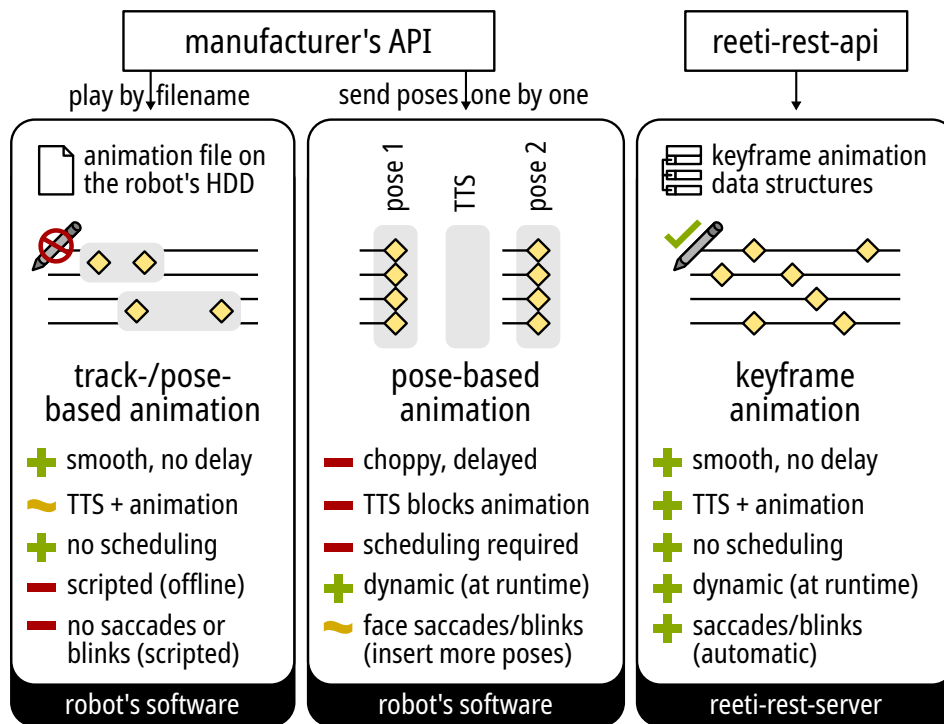 manufacturer's API
reeti-rest-api
play by filename
send poses one by one
animation file on
the robot's HDD
track-/pose-
based animation
smooth, no delay
TTS + animation
no scheduling
scripted (offline)
no saccades or
blinks (scripted)
robot's software
pose 1
TTS
pose 2
pose-based
animation
choppy, delayed
TTS blocks animation
scheduling required
dynamic (at runtime)
face saccades/blinks
(insert more poses)
robot's software
keyframe animation
data structures
keyframe
animation
smooth, no delay
TTS + animation
no scheduling
dynamic (at runtime)
saccades/blinks
(automatic)
reeti-rest-server